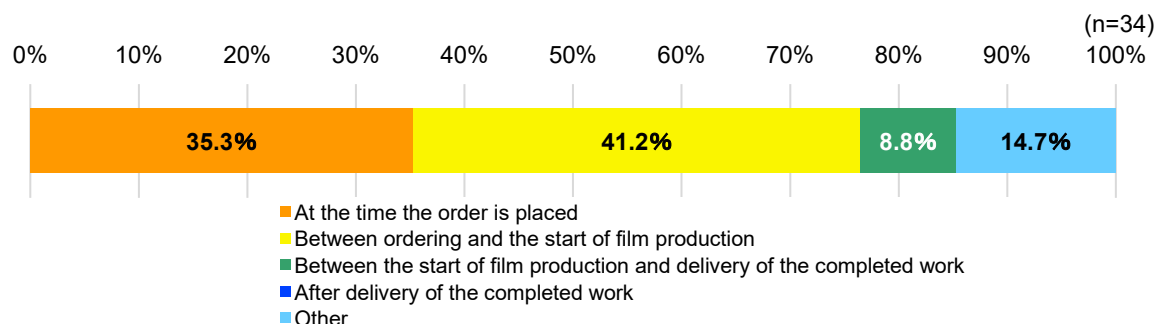 (n=34)
0% 10% 20% 30% 40% 50% 60% 70% 80% 90% 100%
35.3% 41.2% 8.8% 14.7%
At the time the order is placed
Between ordering and the start of film production
Between the start of film production and delivery of the completed work
After delivery of the completed work
Other